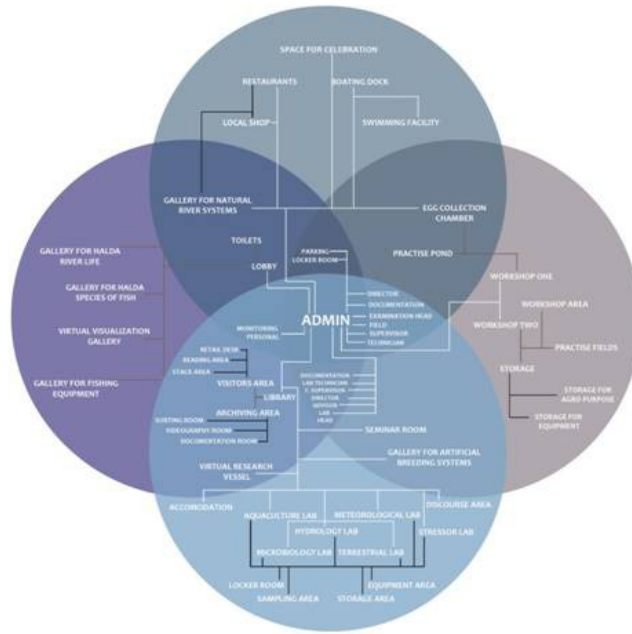 SPACE FOR CELEBRATION
RESTAURANTS
BOATING DOCK
LOCAL SHOP
SWIMMING FACILITY
GALLERY FOR NATURAL
RIVER SYSTEMS
EGG COLLECTION
CHAMBER
TOILETS
PARKING
LOCKER ROOM
PRACTISE POND
GALLERY FOR HALDA
RIVER LIFE
LOBBY
WORKSHOP ONE
GALLERY FOR HALDA
SPECIES OF FISH
DIRECTOR
DOCUMENTATION
EXAMINATION HEAD
FIELD
SUPERVISOR
TECHNICIAN
ADMIN
WORKSHOP AREA
WORKSHOP TWO
MONITORING
PERSONAL
VIRTUAL VISUALIZATION
GALLERY
PRACTISE FIELDS
RETAIL DESK
READING AREA
STACK AREA
VISITORS AREA
STORAGE
GALLERY FOR FISHING
EQUIPMENT
LIBRARY
DOCUMENTATION
LAB TECHNICIAN
F. SUPERVISOR
DIRECTOR
ADVISOR
LAB
HEAD
STORAGE FOR
AGRO PURPOSE
ARCHIVING AREA
SORTING ROOM
VIDEOGRAPHY ROOM
DOCUMENTATION ROOM
STORAGE FOR
EQUIPMENT
SEMINAR ROOM
GALLERY FOR ARTIFICIAL
BREEDING SYSTEMS
VIRTUAL RESEARCH
VESSEL
ACCOMODATION
AQUACULTURE LAB
METEOROLOGICAL LAB
DISCOURSE AREA
HYDROLOGY LAB
STRESSOR LAB
MICROBIOLOGY LAB
TERRESTRIAL LAB
LOCKER ROOM
EQUIPMENT AREA
SAMPLING AREA
STORAGE AREA